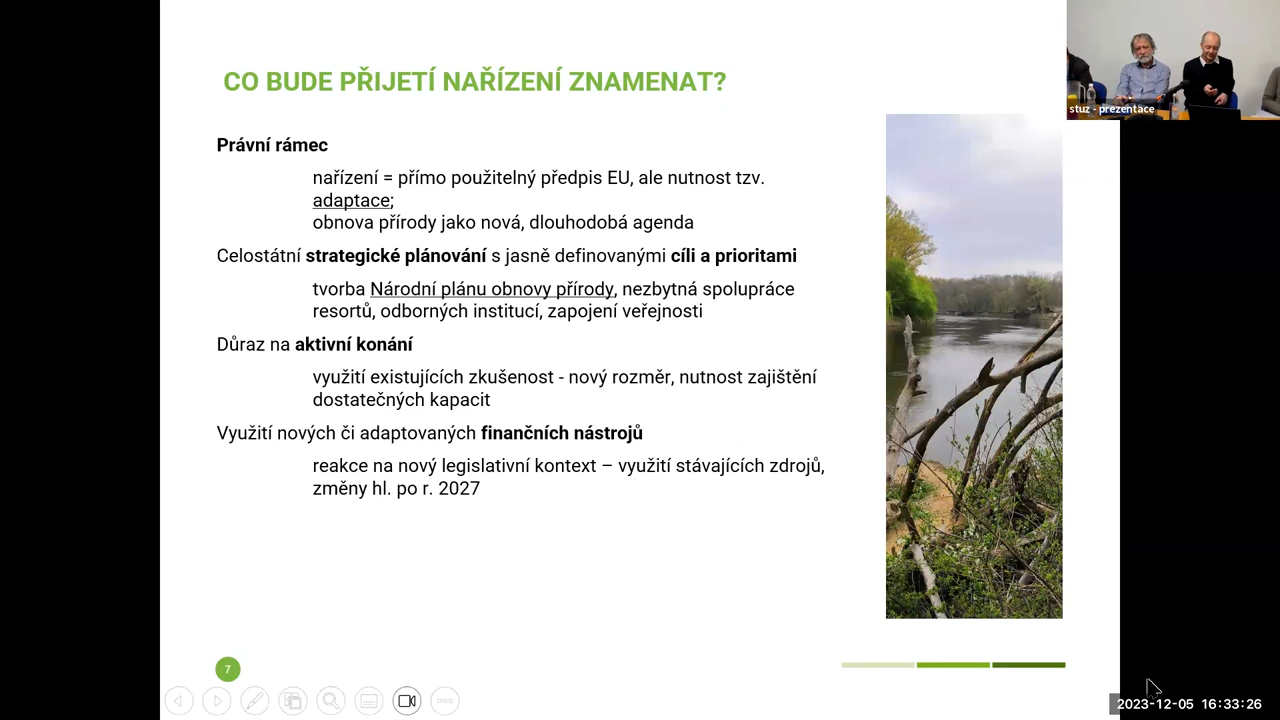 CO BUDE PŘIJETÍ NAŘÍZENÍ ZNAMENAT?
stuz - prezentace
Právní rámec
nařízení = přímo použitelný předpis EU, ale nutnost tzv.
adaptace;
obnova přírody jako nová, dlouhodobá agenda
Celostátní strategické plánování s jasně definovanými cíli a prioritami
tvorba Národní plánu obnovy přírody, nezbytná spolupráce
resortů, odborných institucí, zapojení veřejnosti
Důraz na aktivní konání
využití existujících zkušenost - nový rozměr, nutnost zajištění
dostatečných kapacit
Využití nových či adaptovaných finančních nástrojů
reakce na nový legislativní kontext – využití stávajících zdrojů,
změny hl. po r. 2027
7
2023-12-05 16:33:26